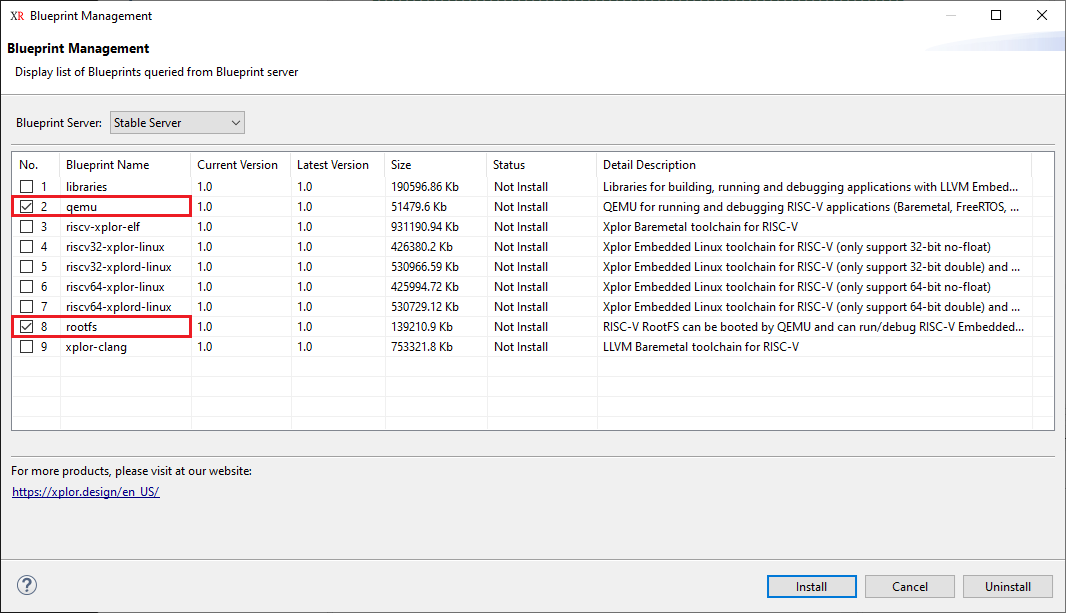 XR Blueprint Management
Blueprint Management
Display list of Blueprints queried from Blueprint server
Blueprint Server: Stable Server
No. Blueprint Name Current Version Latest Version Size Status Detail Description
1 libraries 1.0 1.0 190596.86 Kb Not Install Libraries for building, running and debugging applications with LLVM Embed...
2 qemu 1.0 1.0 51479.6 Kb Not Install QEMU for running and debugging RISC-V applications (Baremetal, FreeRTOS, ...
3 riscv-xplor-elf 1.0 1.0 931190.94 Kb Not Install Xplor Baremetal toolchain for RISC-V
4 riscv32-xplor-linux 1.0 1.0 426380.2 Kb Not Install Xplor Embedded Linux toolchain for RISC-V (only support 32-bit no-float)
5 riscv32-xplord-linux 1.0 1.0 530966.59 Kb Not Install Xplor Embedded Linux toolchain for RISC-V (only support 32-bit double) and ...
6 riscv64-xplor-linux 1.0 1.0 425994.72 Kb Not Install Xplor Embedded Linux toolchain for RISC-V (only support 64-bit no-float)
7 riscv64-xplord-linux 1.0 1.0 530729.12 Kb Not Install Xplor Embedded Linux toolchain for RISC-V (only support 64-bit double) and ...
8 rootfs 1.0 1.0 139210.9 Kb Not Install RISC-V RootFS can be booted by QEMU and can run/debug RISC-V Embedded...
9 xplor-clang 1.0 1.0 753321.8 Kb Not Install LLVM Baremetal toolchain for RISC-V
For more products, please visit at our website:
https://xplor.design/en_US/
? Install Cancel Uninstall